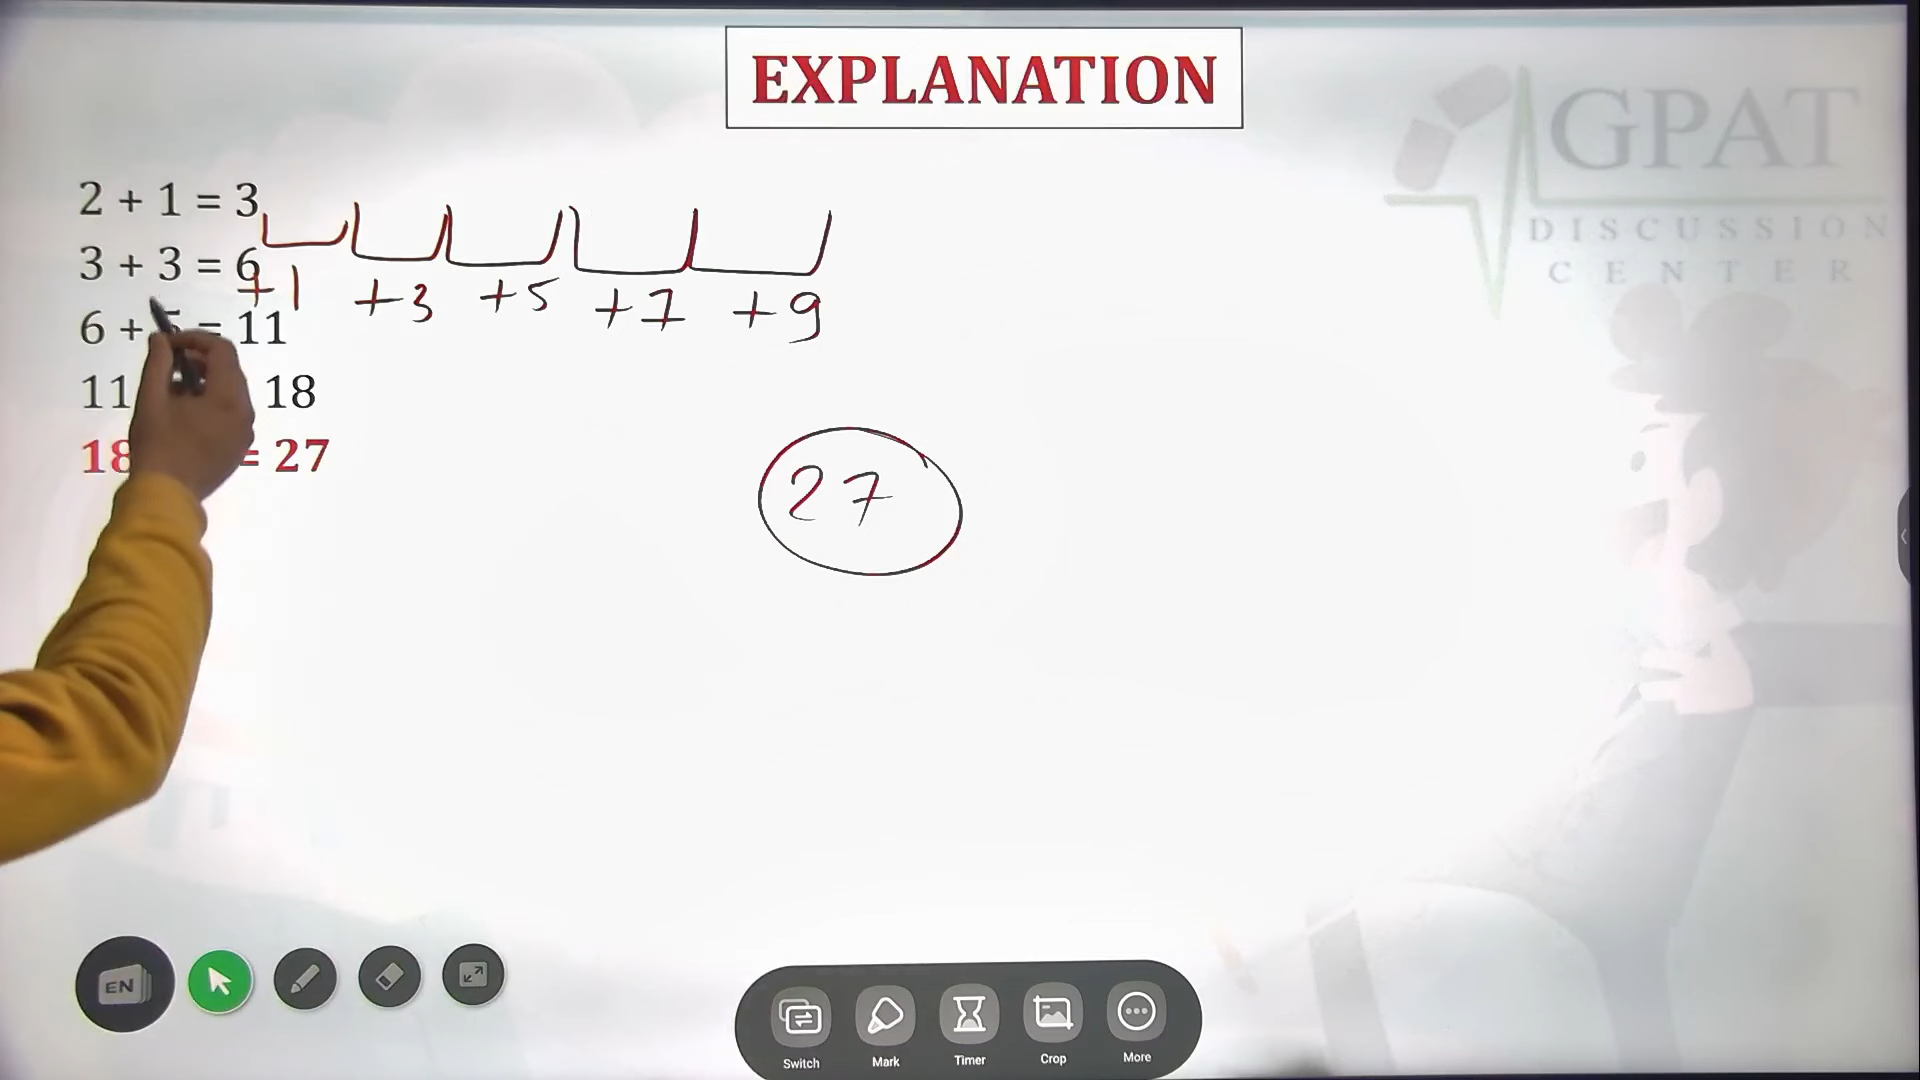 EXPLANATION
GPAT
DISCUSSION
CENTER
2 + 1 = 3
3 + 3 = 6
6 + 5 = 11
11 18
18 = 27
+1 +3 +5 +7 +9
27
EN
Switch Mark Timer Crop More